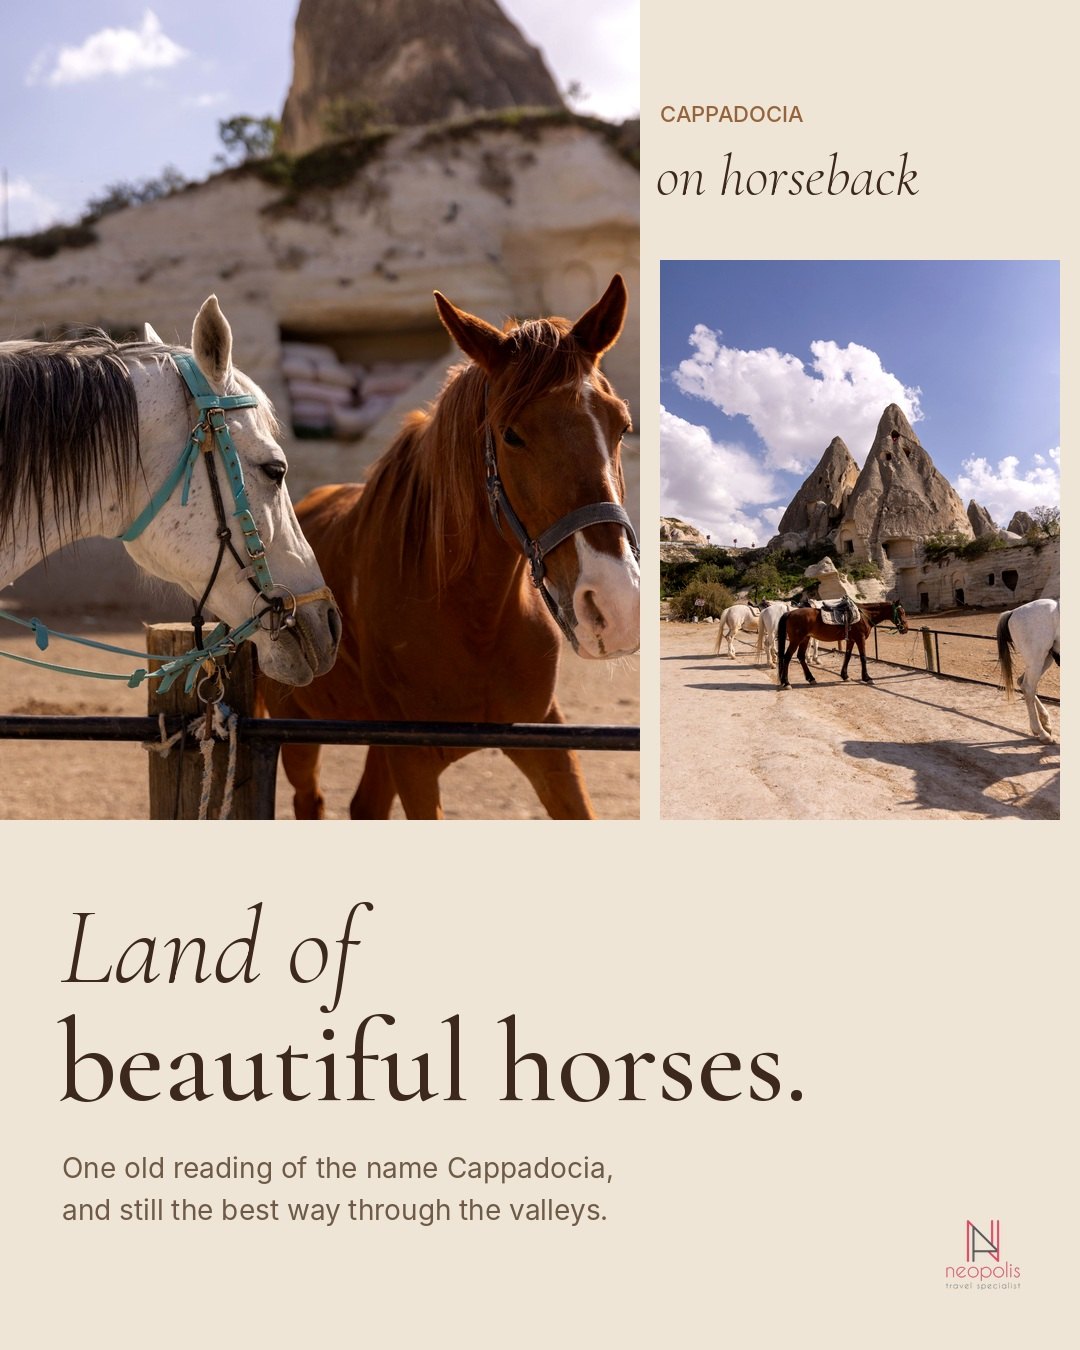 CAPPADOCIA
on horseback
Land of
beautiful horses.
One old reading of the name Cappadocia,
and still the best way through the valleys.
neopolis
travel specialist